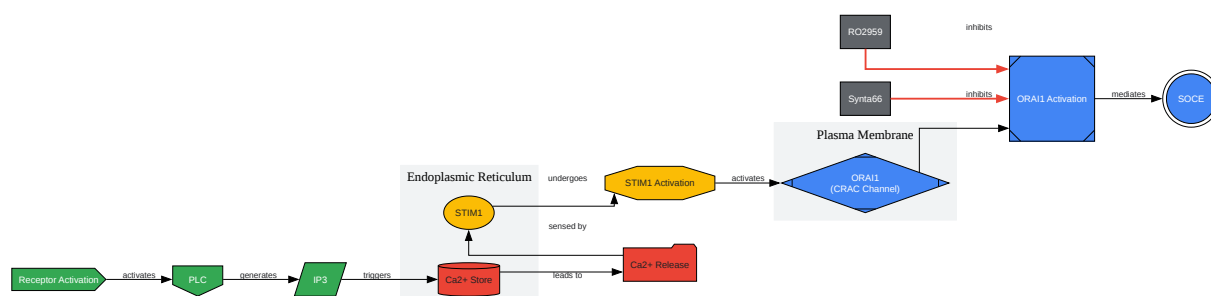 RO2959
inhibits
ORAI1 Activation
Synta66
inhibits
mediates
SOCE
Plasma Membrane
ORAI1
(CRAC Channel)
Endoplasmic Reticulum
undergoes
STIM1 Activation
activates
STIM1
sensed by
Receptor Activation
activates
PLC
generates
IP3
triggers
Ca2+ Store
leads to
Ca2+ Release